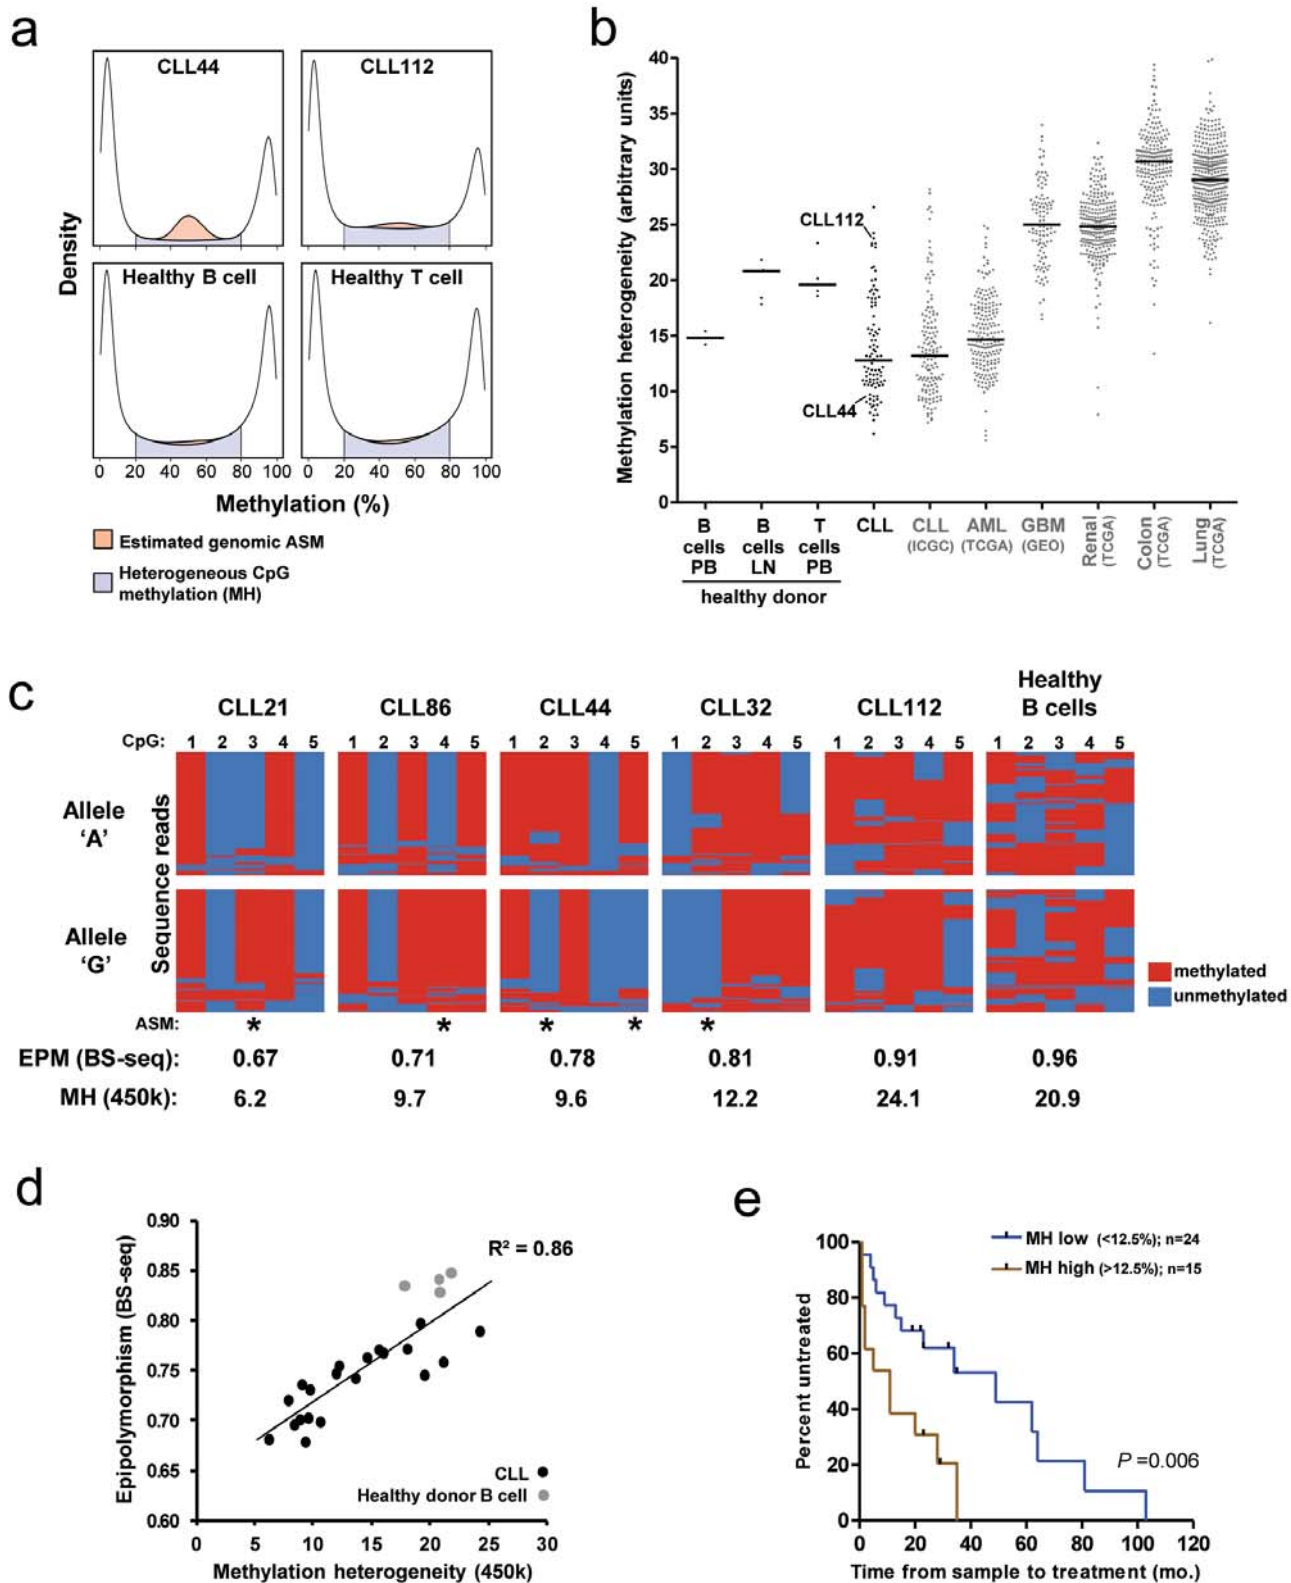 a
CLL44
CLL112
Healthy B cell
Healthy T cell
Density
0 20 40 60 80 100
0 20 40 60 80 100
Methylation (%)
Estimated genomic ASM
Heterogeneous CpG
methylation (MH)
b
Methylation heterogeneity (arbitrary units)
40
35
30
25
20
15
10
5
0
CLL112
CLL44
B
cells
PB
B
cells
LN
T
cells
PB
healthy donor
CLL
CLL
(ICGC)
AML
(TCGA)
GBM
(GEO)
Renal
(TCGA)
Colon
(TCGA)
Lung
(TCGA)
c
CLL21
CLL86
CLL44
CLL32
CLL112
Healthy
B cells
CpG: 1 2 3 4 5 1 2 3 4 5 1 2 3 4 5 1 2 3 4 5 1 2 3 4 5 1 2 3 4 5
Allele
‘A’
Sequence reads
Allele
‘G’
methylated
unmethylated
ASM: * * * * *
EPM (BS-seq): 0.67 0.71 0.78 0.81 0.91 0.96
MH (450k): 6.2 9.7 9.6 12.2 24.1 20.9
d
Epipolymorphism (BS-seq)
0.90
0.85
0.80
0.75
0.70
0.65
0.60
R² = 0.86
CLL
Healthy donor B cell
0 5 10 15 20 25 30
Methylation heterogeneity (450k)
e
Percent untreated
100
80
60
40
20
0
MH low (<12.5%); n=24
MH high (>12.5%); n=15
P=0.006
0 20 40 60 80 100 120
Time from sample to treatment (mo.)